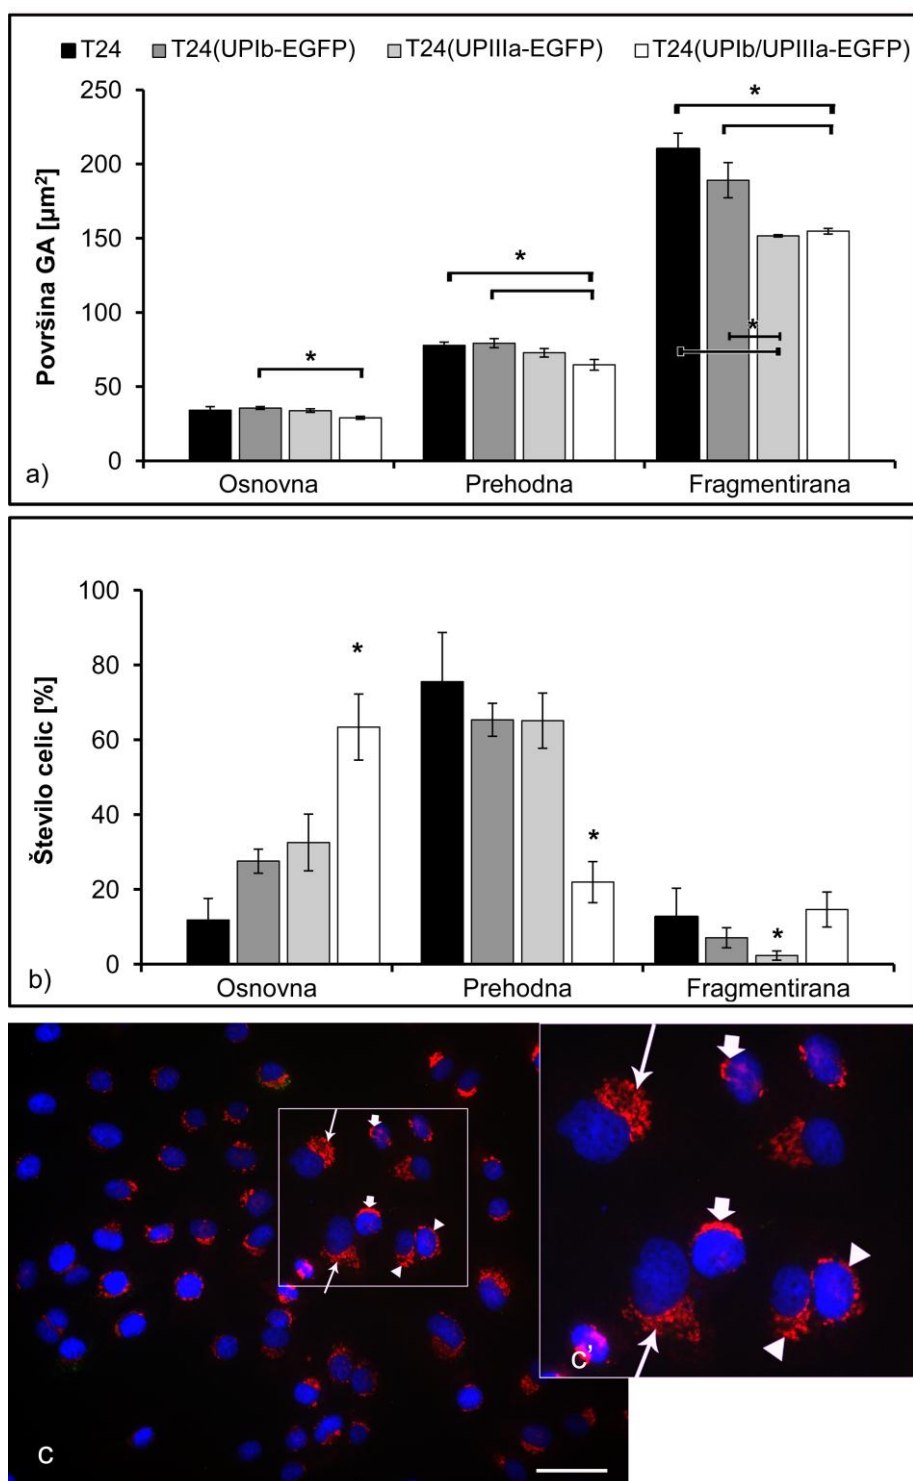 T24 T24(UPIb-EGFP) T24(UPIIIa-EGFP) T24(UPIb/UPIIIa-EGFP)
Površina GA [µm²]
250
200
150
100
50
0
*
*
*
*
Osnovna Prehodna Fragmentirana
a)
Število celic [%]
100
80
60
40
20
0
*
*
*
Osnovna Prehodna Fragmentirana
b)
c'
c